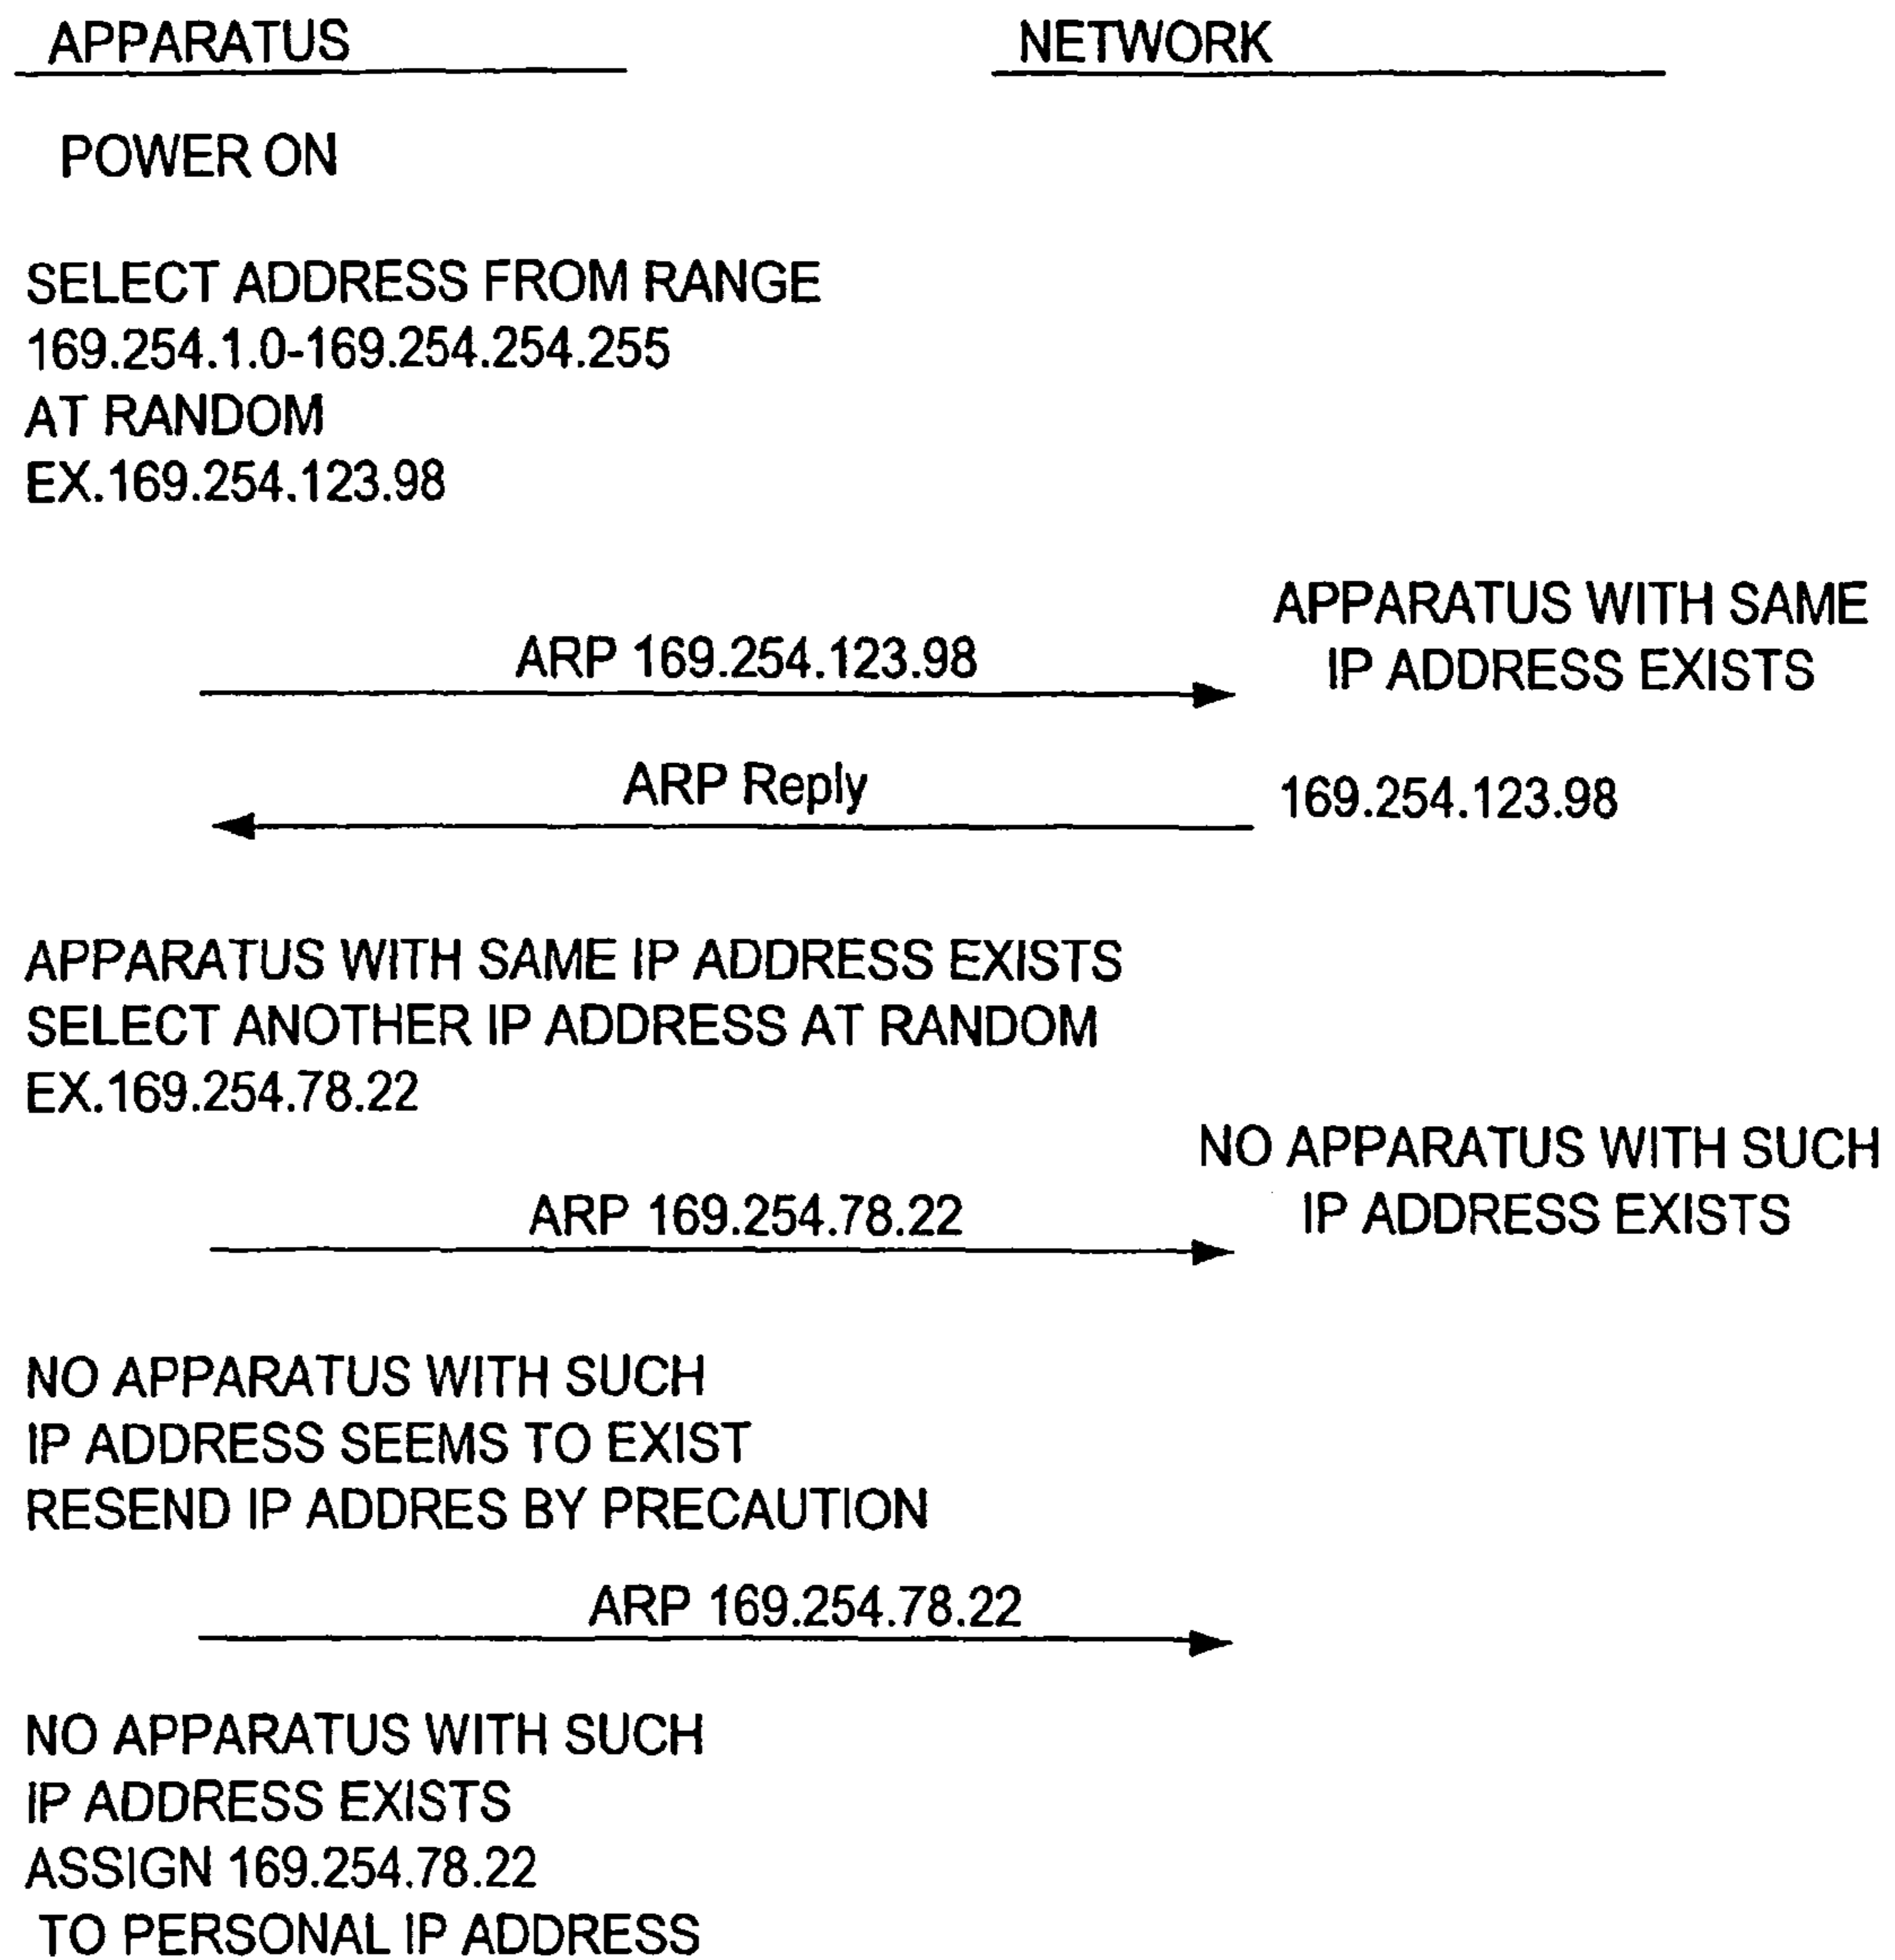 APPARATUS
NETWORK
POWER ON
SELECT ADDRESS FROM RANGE
169.254.1.0-169.254.254.255
AT RANDOM
EX.169.254.123.98
APPARATUS WITH SAME
IP ADDRESS EXISTS
ARP 169.254.123.98
ARP Reply
169.254.123.98
APPARATUS WITH SAME IP ADDRESS EXISTS
SELECT ANOTHER IP ADDRESS AT RANDOM
EX.169.254.78.22
NO APPARATUS WITH SUCH
IP ADDRESS EXISTS
ARP 169.254.78.22
NO APPARATUS WITH SUCH
IP ADDRESS SEEMS TO EXIST
RESEND IP ADDRES BY PRECAUTION
ARP 169.254.78.22
NO APPARATUS WITH SUCH
IP ADDRESS EXISTS
ASSIGN 169.254.78.22
TO PERSONAL IP ADDRESS